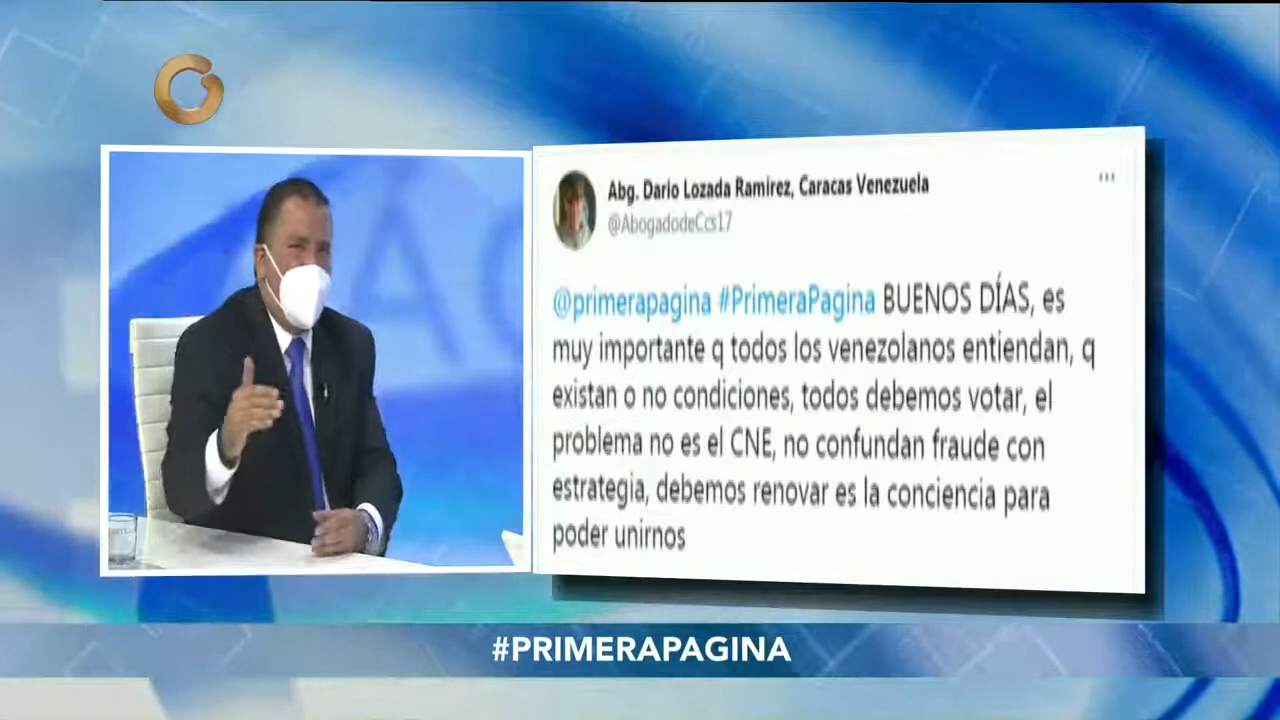 Abg. Dario Lozada Ramirez, Caracas Venezuela
@AbogadodeCcs17
@primerapagina #PrimeraPagina BUENOS DÍAS, es
muy importante q todos los venezolanos entiendan, q
existan o no condiciones, todos debemos votar, el
problema no es el CNE, no confundan fraude con
estrategia, debemos renovar es la conciencia para
poder unirnos
#PRIMERAPAGINA